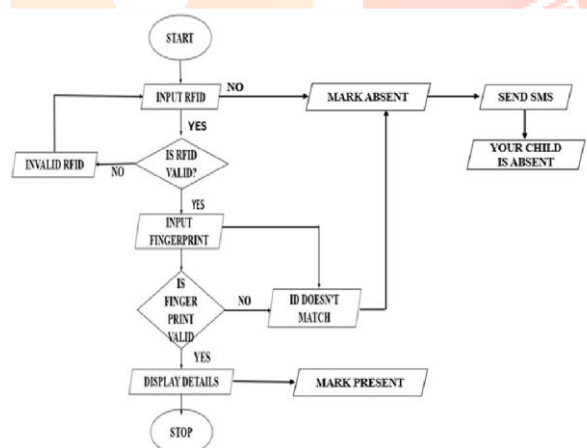 START
INPUT RFID
NO
MARK ABSENT
SEND SMS
YES
YOUR CHILD
IS ABSENT
IS RFID
VALID?
INVALID RFID
NO
YES
INPUT
FINGERPRINT
IS
FINGER
PRINT
VALID
NO
ID DOESN'T
MATCH
YES
DISPLAY DETAILS
MARK PRESENT
STOP